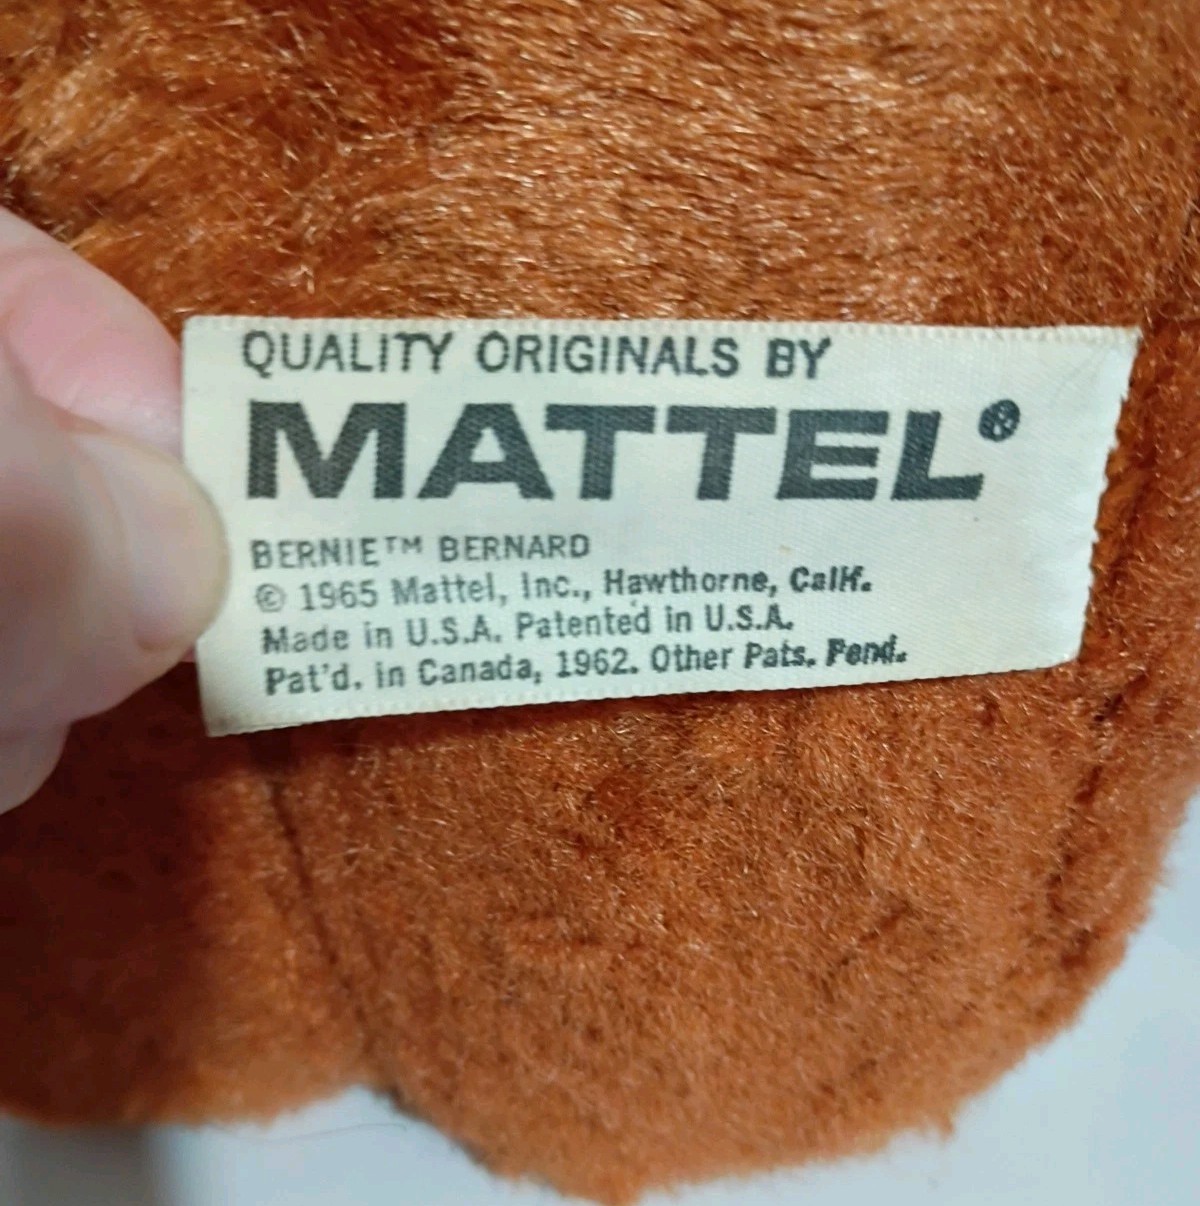 QUALITY ORIGINALS BY
MATTEL®
BERNIE™ BERNARD
© 1965 Mattel, Inc., Hawthorne, Calif.
Made in U.S.A. Patented in U.S.A.
Pat'd. in Canada, 1962. Other Pats. Pend.